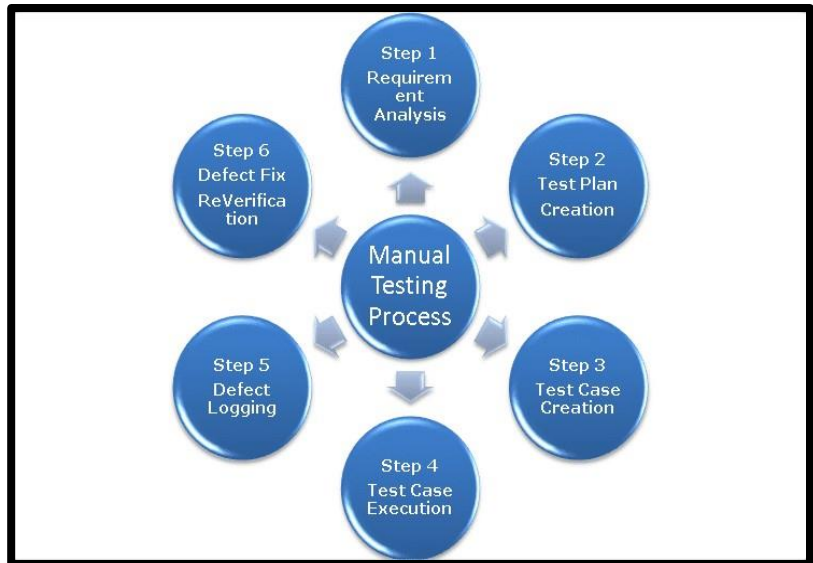 Step 1
Requirem
ent
Analysis
Step 2
Test Plan
Creation
Step 3
Test Case
Creation
Step 4
Test Case
Execution
Step 5
Defect
Logging
Step 6
Defect Fix
ReVerifica
tion
Manual
Testing
Process